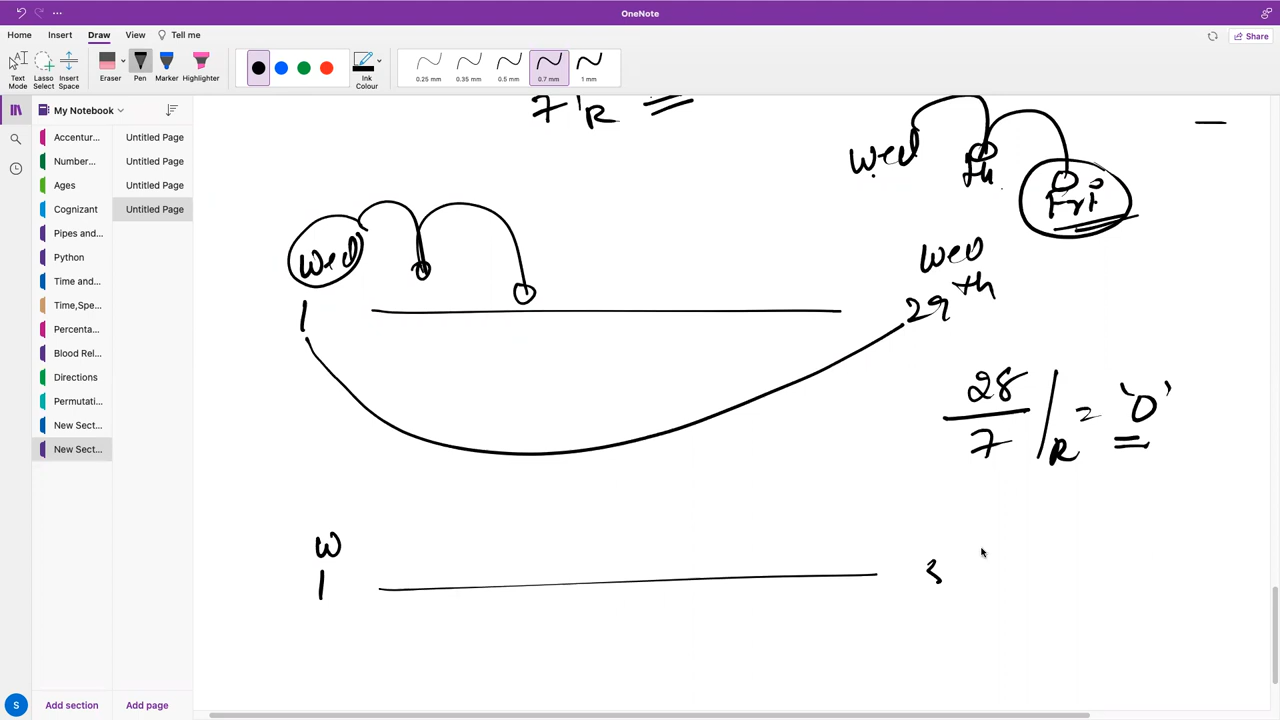 OneNote
Home Insert Draw View Tell me
Share
Text Mode
Lasso Select
Insert Space
Eraser
Pen
Marker
Highlighter
Ink Colour
0.25 mm
0.35 mm
0.5 mm
0.7 mm
1 mm
My Notebook
Accentur...
Number...
Ages
Cognizant
Pipes and...
Python
Time and...
Time,Spe...
Percenta...
Blood Rel...
Directions
Permutati...
New Sect...
New Sect...
Untitled Page
Untitled Page
Untitled Page
Untitled Page
7 R
Wed th Fri
Wed
Wed
1 29th
28/7 R = '0'
W
1 3
S
Add section
Add page